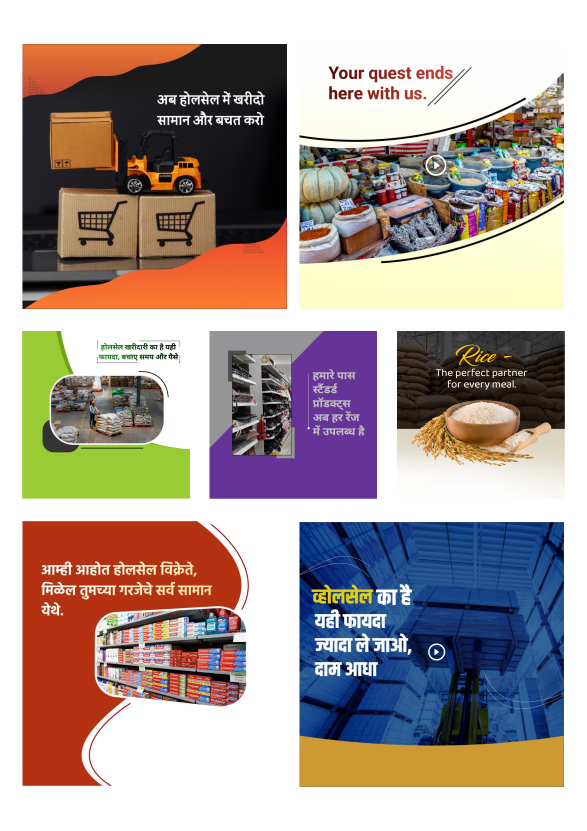 अब होलसेल में खरीदो
सामान और बचत करो
Your quest ends
here with us.
होलसेल खरीदारी का है यही
फायदा, बचाए समय और पैसे
हमारे पास
स्टैंडर्ड
प्रॉडक्ट्स
अब हर रेंज
में उपलब्ध है
Rice -
The perfect partner
for every meal.
आम्ही आहोत होलसेल विक्रेते,
मिळेल तुमच्या गरजेचे सर्व सामान
येथे.
व्होलसेल का है
यही फायदा
ज्यादा ले जाओ,
दाम आधा